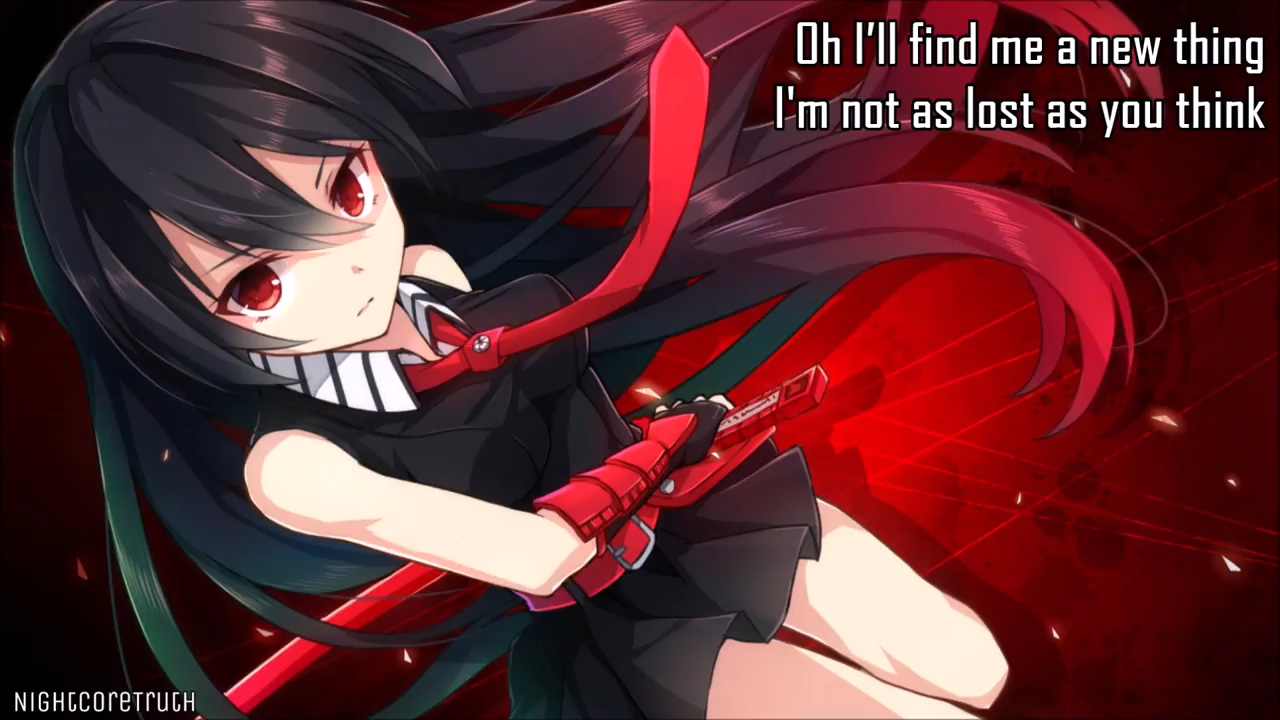 Oh I’ll find me a new thing
I'm not as lost as you think
NIGHTCORETRUTH